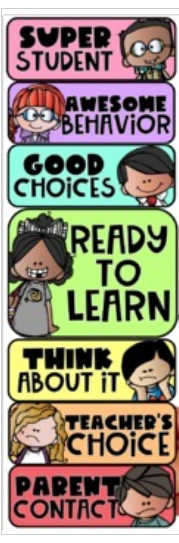 SUPER
STUDENT
AWESOME
BEHAVIOR
GOOD
CHOICES
READY
TO
LEARN
THINK
ABOUT iT
TEACHER'S
CHOICE
PARENT
CONTACT